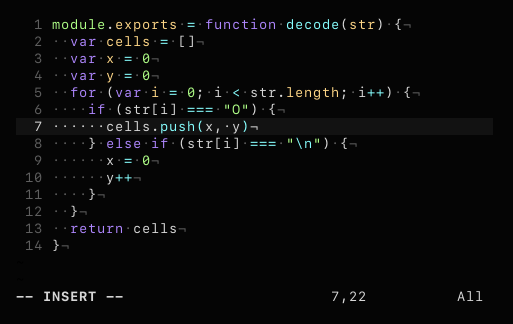 1 module.exports = function decode(str) {¬
2 ··var cells = []¬
3 ··var x = 0¬
4 ··var y = 0¬
5 ··for (var i = 0; i < str.length; i++) {¬
6 ····if (str[i] === "O") {¬
7 ······cells.push(x, y)¬
8 ····} else if (str[i] === "\n") {¬
9 ······x = 0¬
10 ······y++¬
11 ····}¬
12 ··}¬
13 ··return cells¬
14 }¬
-- INSERT -- 7,22 All